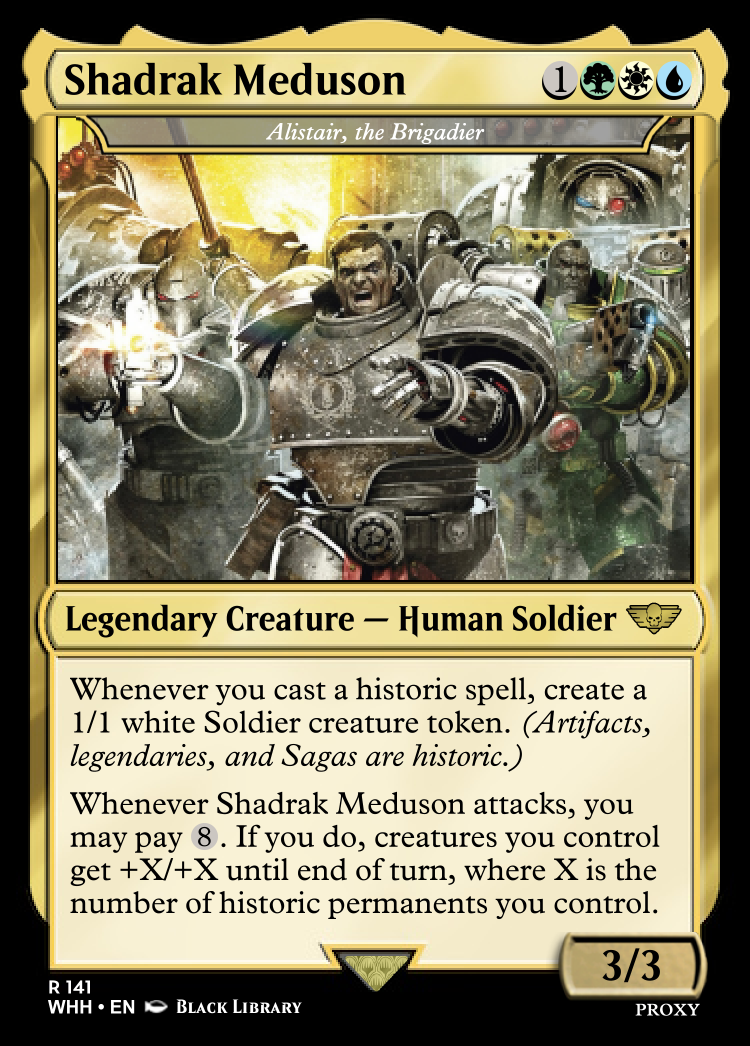 Shadrak Meduson 1
Alistair, the Brigadier
Legendary Creature — Human Soldier
Whenever you cast a historic spell, create a
1/1 white Soldier creature token. (Artifacts,
legendaries, and Sagas are historic.)
Whenever Shadrak Meduson attacks, you
may pay 8. If you do, creatures you control
get +X/+X until end of turn, where X is the
number of historic permanents you control.
3/3
R 141
WHH • EN BLACK LIBRARY
PROXY